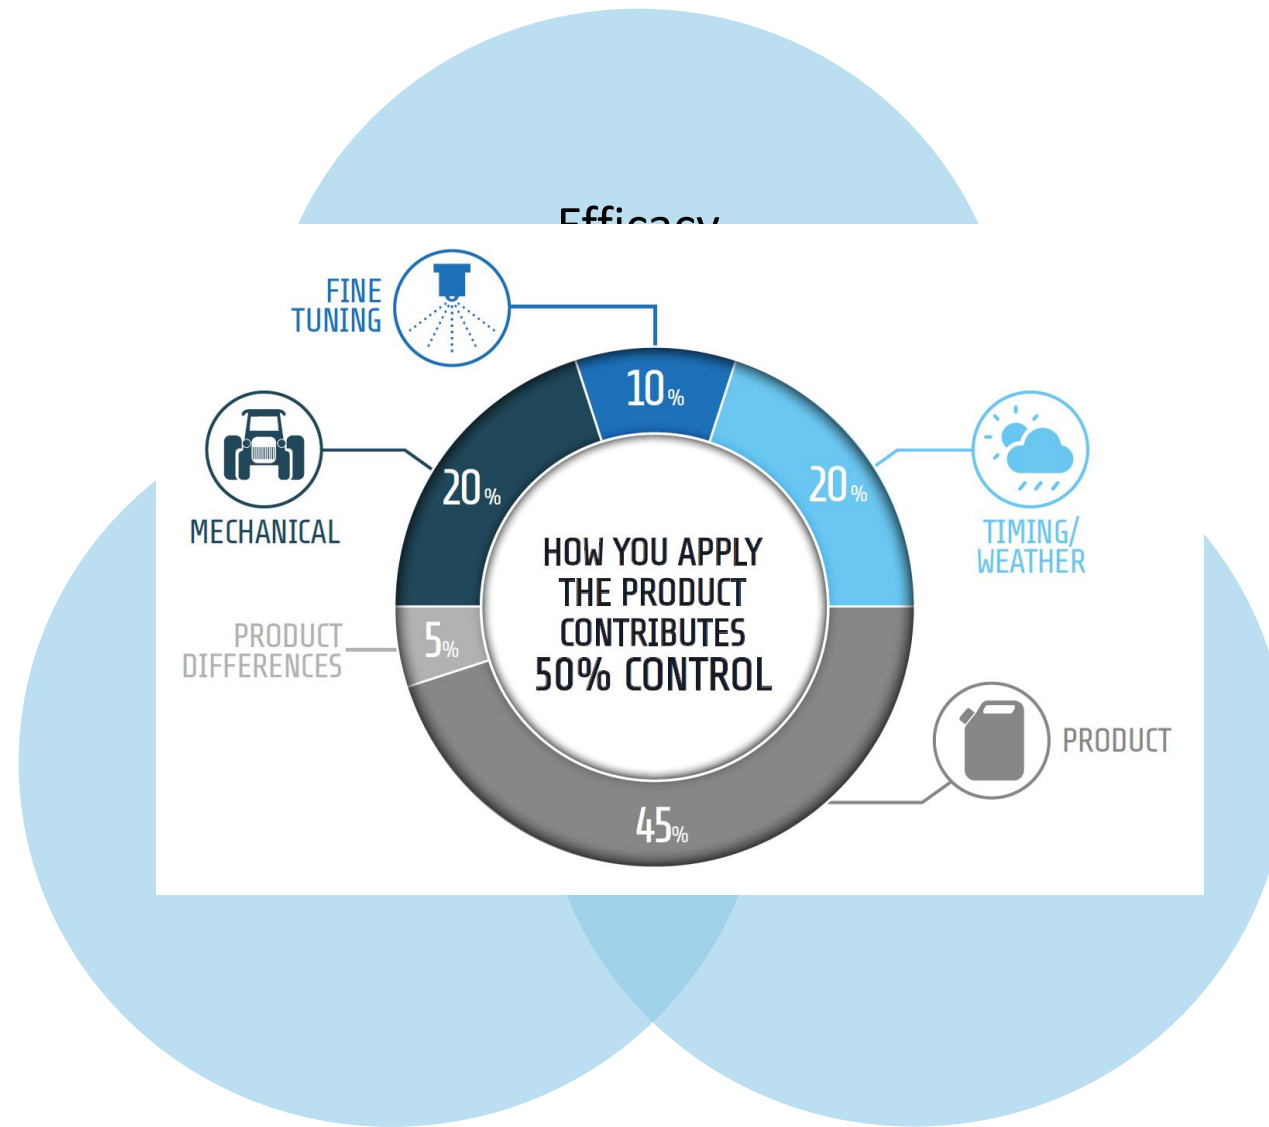 Efficacy
FINE
TUNING
10%
MECHANICAL
20%
20%
TIMING/
WEATHER
HOW YOU APPLY
THE PRODUCT
CONTRIBUTES
50% CONTROL
PRODUCT
DIFFERENCES
5%
PRODUCT
45%